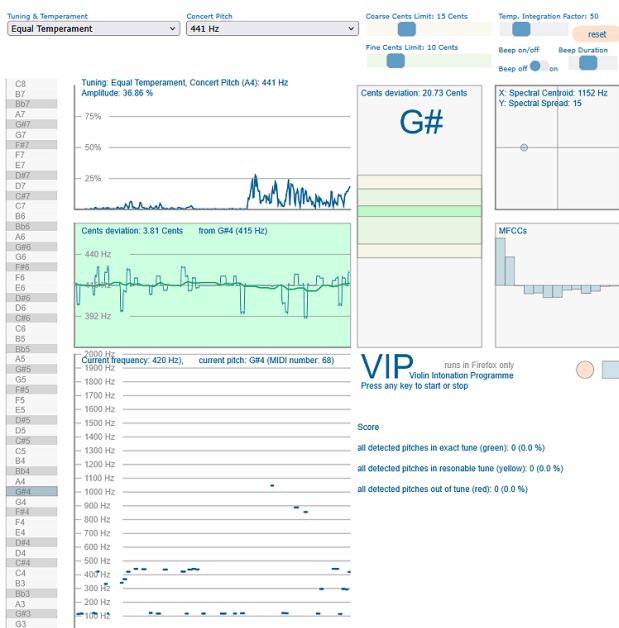 Tuning & Temperament
Equal Temperament
Concert Pitch
441 Hz
Coarse Cents Limit: 15 Cents
Fine Cents Limit: 10 Cents
Temp. Integration Factor: 50
reset
Beep on/off
Beep off
on
Beep Duration
C8
B7
Bb7
A7
G#7
G7
F#7
F7
E7
D#7
D7
C#7
C7
B6
Bb6
A6
G#6
G6
F#6
F6
E6
D#6
D6
C#6
C6
B5
Bb5
A5
G#5
G5
F#5
F5
E5
D#5
D5
C#5
C5
B4
Bb4
A4
G#4
G4
F#4
F4
E4
D#4
D4
C#4
C4
B3
Bb3
A3
G#3
G3
Tuning: Equal Temperament, Concert Pitch (A4): 441 Hz
Amplitude: 36.86 %
75%
50%
25%
Cents deviation: 3.81 Cents from G#4 (415 Hz)
440 Hz
392 Hz
2000 Hz
Current frequency: 420 Hz), current pitch: G#4 (MIDI number: 68)
1900 Hz
1800 Hz
1700 Hz
1600 Hz
1500 Hz
1400 Hz
1300 Hz
1200 Hz
1100 Hz
1000 Hz
900 Hz
800 Hz
700 Hz
600 Hz
500 Hz
400 Hz
300 Hz
200 Hz
100 Hz
Cents deviation: 20.73 Cents
G#
X: Spectral Centroid: 1152 Hz
Y: Spectral Spread: 15
MFCCs
VIP
runs in Firefox only
Violin Intonation Programme
Press any key to start or stop
Score
all detected pitches in exact tune (green): 0 (0.0 %)
all detected pitches in resonable tune (yellow): 0 (0.0 %)
all detected pitches out of tune (red): 0 (0.0 %)